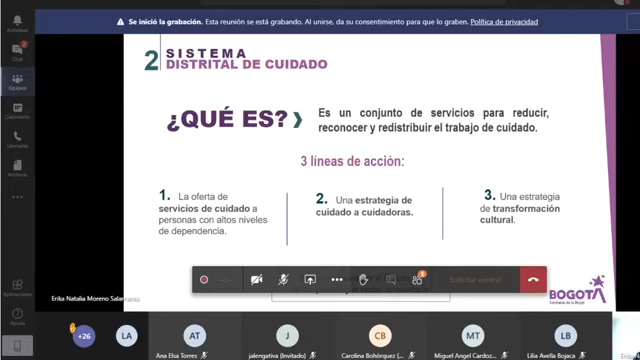 Se inició la grabación. Esta reunión se está grabando. Al unirse, da su consentimiento para que lo graben. Política de privacidad
Actividad
2
Chat
Equipos
Calendario
Llamadas
Archivos
Aplicaciones
Ayuda
2 SISTEMA
DISTRITAL DE CUIDADO
¿QUÉ ES?
Es un conjunto de servicios para reducir,
reconocer y redistribuir el trabajo de cuidado.
3 líneas de acción:
1. La oferta de
servicios de cuidado a
personas con altos niveles
de dependencia.
2. Una estrategia de
cuidado a cuidadoras.
3. Una estrategia
de transformación
cultural.
--:--
1
Solicitar control
Erika Natalia Moreno Salamanca
BOGOTA
+26
LA
AT
J
CB
MT
LB
Ana Elsa Torres
jalengativa (Invitado)
Carolina Bohórquez (...
Miguel Angel Cardoz...
Lilia Avella Bojaca